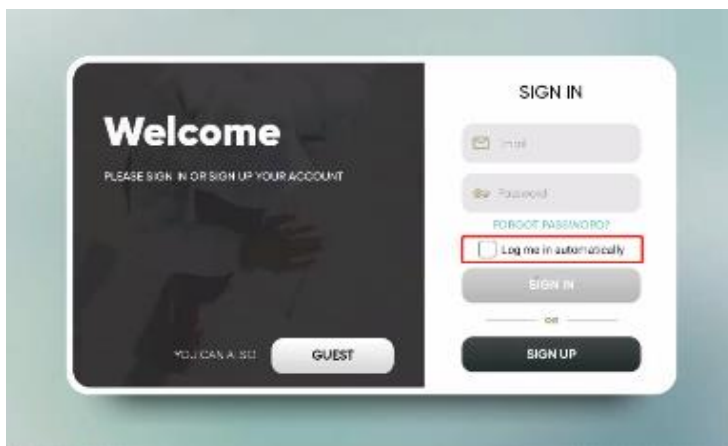 Welcome
PLEASE SIGN IN OR SIGN UP YOUR ACCOUNT
YOU CAN ALSO
GUEST
SIGN IN
Email
Password
FORGOT PASSWORD?
Log me in automatically
SIGN IN
OR
SIGN UP